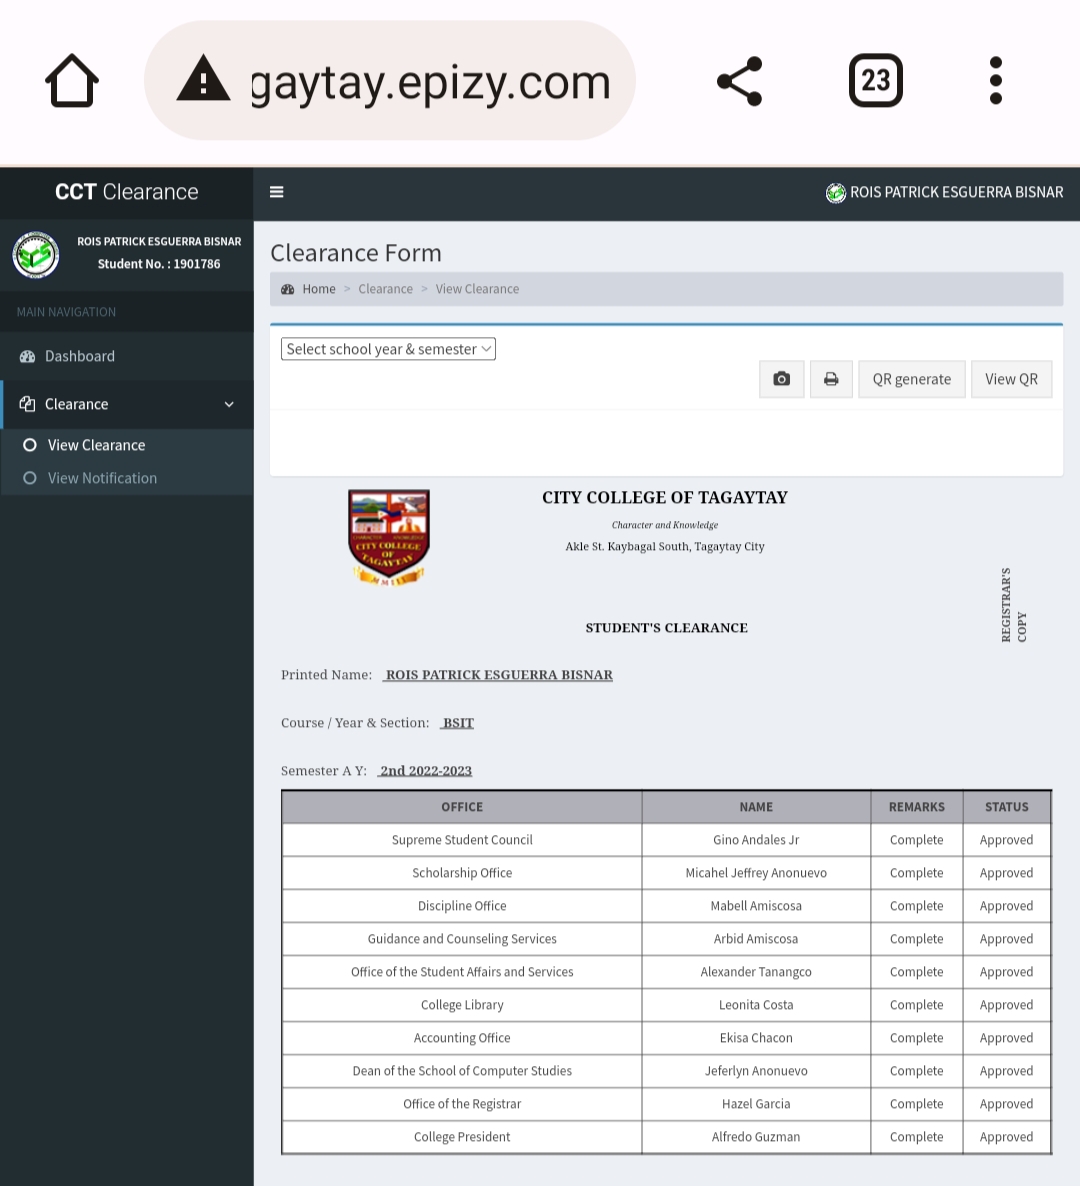 gaytay.epizy.com
23
CCT Clearance
ROIS PATRICK ESGUERRA BISNAR
ROIS PATRICK ESGUERRA BISNAR
Student No. : 1901786
MAIN NAVIGATION
Dashboard
Clearance
View Clearance
View Notification
Clearance Form
Home > Clearance > View Clearance
Select school year & semester
QR generate
View QR
CITY COLLEGE OF TAGAYTAY
CITY COLLEGE
OF
TAGAYTAY
Character and Knowledge
Akle St. Kaybagal South, Tagaytay City
REGISTRAR'S
COPY
STUDENT'S CLEARANCE
Printed Name: ROIS PATRICK ESGUERRA BISNAR
Course / Year & Section: BSIT
Semester A Y: 2nd 2022-2023
OFFICE NAME REMARKS STATUS
Supreme Student Council Gino Andales Jr Complete Approved
Scholarship Office Micahel Jeffrey Anonuevo Complete Approved
Discipline Office Mabell Amiscosa Complete Approved
Guidance and Counseling Services Arbid Amiscosa Complete Approved
Office of the Student Affairs and Services Alexander Tanangco Complete Approved
College Library Leonita Costa Complete Approved
Accounting Office Ekisa Chacon Complete Approved
Dean of the School of Computer Studies Jeferlyn Anonuevo Complete Approved
Office of the Registrar Hazel Garcia Complete Approved
College President Alfredo Guzman Complete Approved